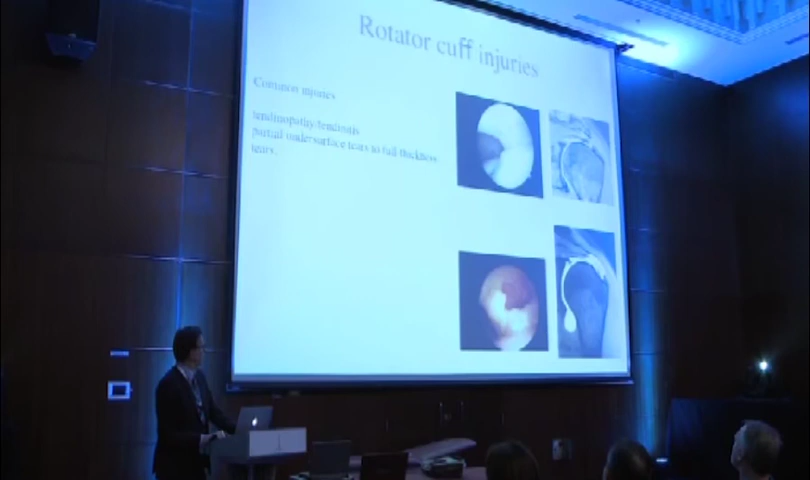 Rotator cuff injuries
Common injuries
tendinopathy/tendinitis
partial undersurface tears to full thickness
tears.